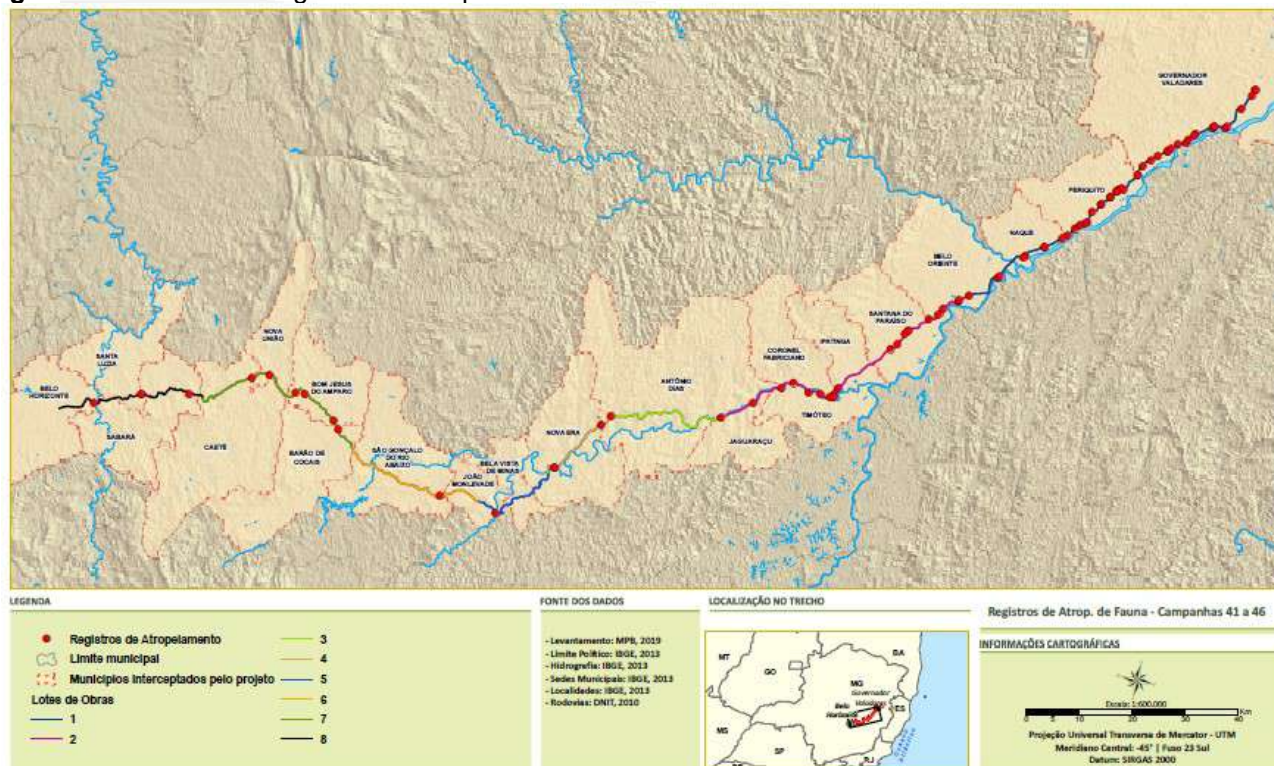 GOVERNADOR
VALADARES
PERIQUITO
NAQUE
BELO
ORIENTE
SANTANA DO
PARAÍSO
IPATINGA
CORONEL
FABRICIANO
ANTÔNIO
DIAS
TIMÓTEO
JAGUARAÇU
NOVA ERA
BELA VISTA
DE MINAS
JOÃO
MONLEVADE
SÃO GONÇALO
DO RIO
ABAIXO
BOM JESUS
DO AMPARO
NOVA
UNIÃO
BARÃO DE
COCAIS
CAETÉ
SANTA
LUZIA
SABARÁ
BELO
HORIZONTE
LEGENDA
Registros de Atropelamento
Limite municipal
Municípios Interceptados pelo projeto
Lotes de Obras
1
2
3
4
5
6
7
8
FONTE DOS DADOS
- Levantamento: MPB, 2019
- Limite Político: IBGE, 2013
- Hidrografia: IBGE, 2013
- Sedes Municipais: IBGE, 2013
- Localidades: IBGE, 2013
- Rodovias: DNIT, 2010
LOCALIZAÇÃO NO TRECHO
MT
GO
BA
MG
Governador
Valadares
Belo
Horizonte
ES
MS
SP
RJ
Registros de Atrop. de Fauna - Campanhas 41 a 46
INFORMAÇÕES CARTOGRÁFICAS
Escala: 1:600.000
0 5 10 20 30 40 Km
Projeção Universal Transversa de Mercator - UTM
Meridiano Central: -45° | Fuso 23 Sul
Datum: SIRGAS 2000